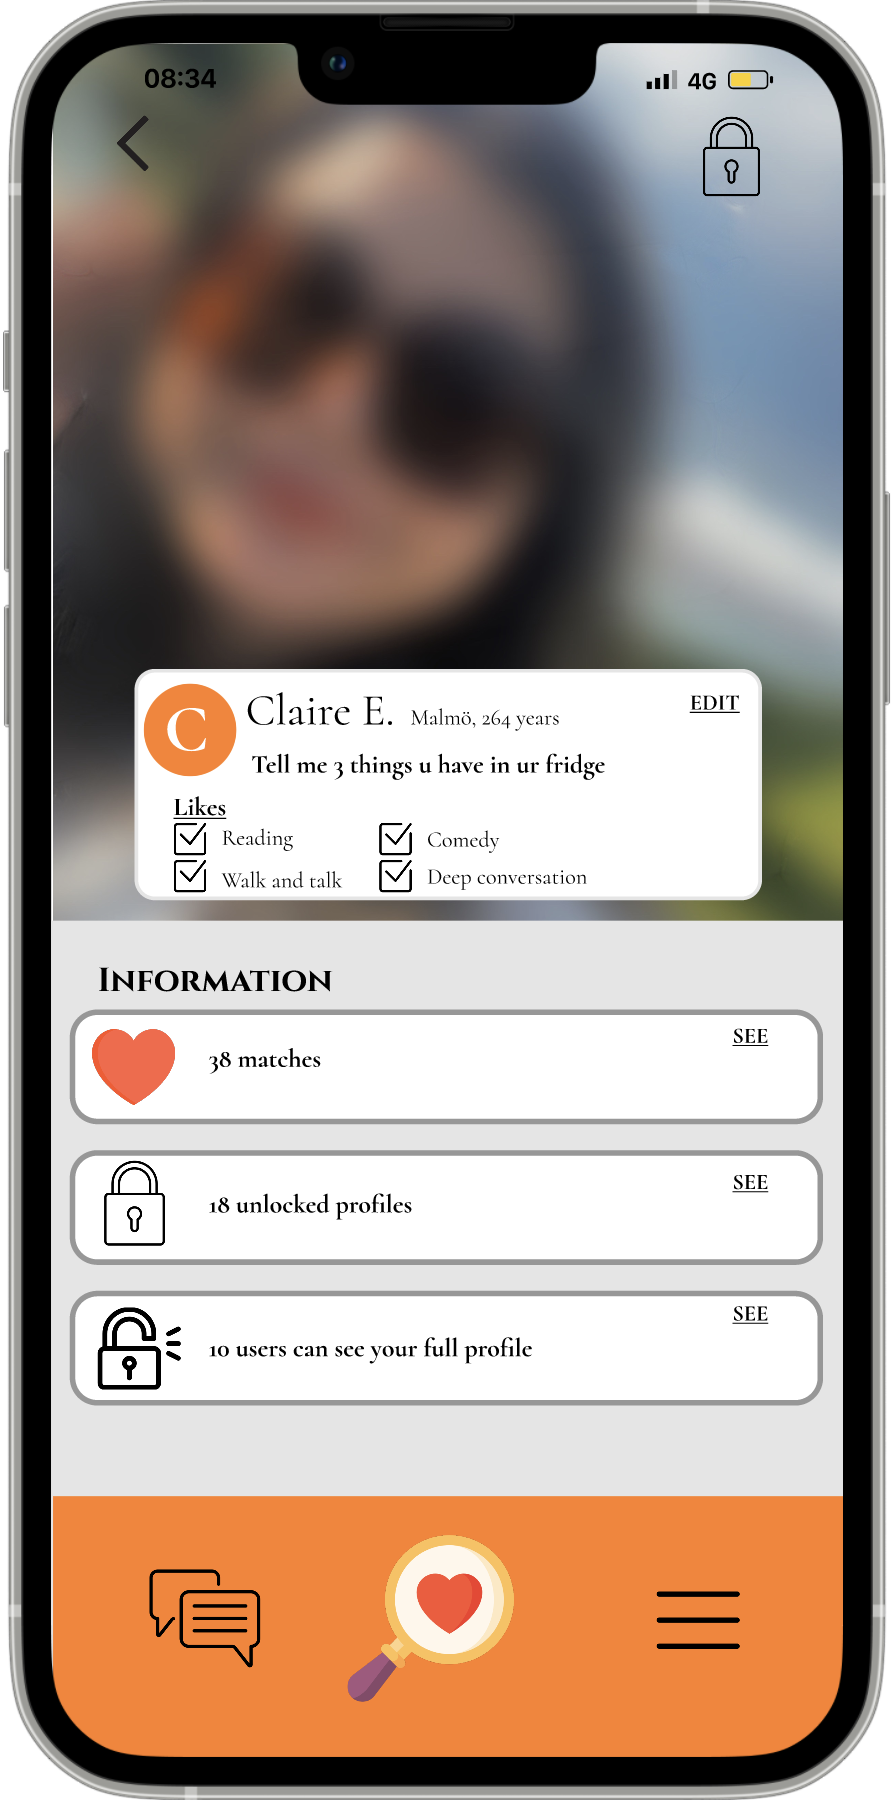 08:34
4G
C
Claire E. Malmö, 264 years
EDIT
Tell me 3 things u have in ur fridge
Likes
Reading
Comedy
Walk and talk
Deep conversation
INFORMATION
38 matches
SEE
18 unlocked profiles
SEE
10 users can see your full profile
SEE